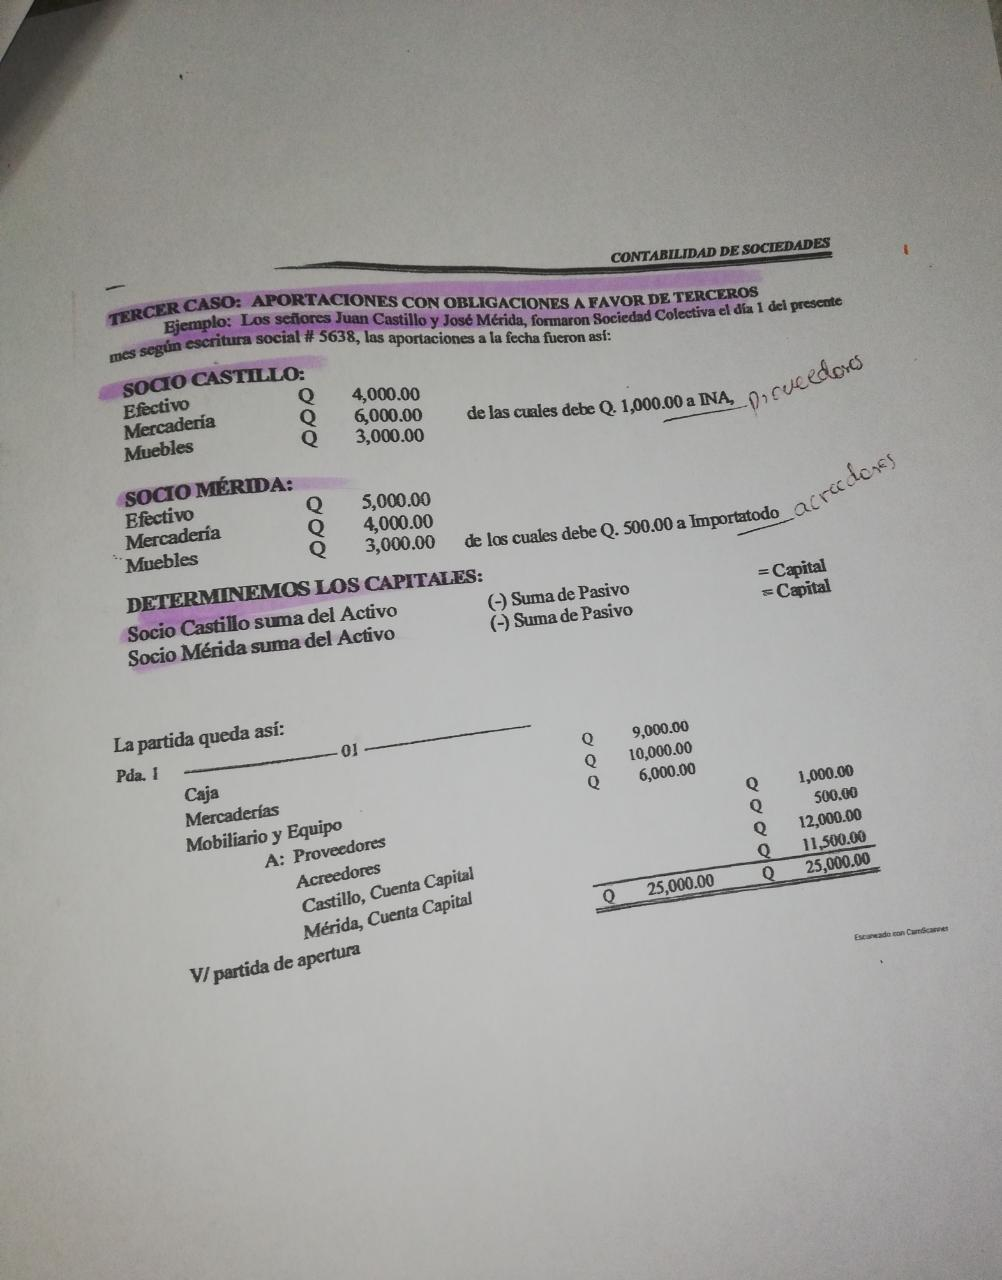 CONTABILIDAD DE SOCIEDADES
TERCER CASO: APORTACIONES CON OBLIGACIONES A FAVOR DE TERCEROS
Ejemplo: Los señores Juan Castillo y José Mérida, formaron Sociedad Colectiva el día 1 del presente
mes según escritura social # 5638, las aportaciones a la fecha fueron así:
SOCIO CASTILLO:
Efectivo Q 4,000.00
Mercadería Q 6,000.00 de las cuales debe Q. 1,000.00 a INA, proveedores
Muebles Q 3,000.00
SOCIO MÉRIDA:
Efectivo Q 5,000.00
Mercadería Q 4,000.00
Muebles Q 3,000.00 de los cuales debe Q. 500.00 a Importatodo acreedores
DETERMINEMOS LOS CAPITALES:
Socio Castillo suma del Activo (-) Suma de Pasivo = Capital
Socio Mérida suma del Activo (-) Suma de Pasivo = Capital
La partida queda así:
Pda. 1 01
Caja Q 9,000.00
Mercaderías Q 10,000.00
Mobiliario y Equipo Q 6,000.00
A: Proveedores Q 1,000.00
Acreedores Q 500.00
Castillo, Cuenta Capital Q 12,000.00
Mérida, Cuenta Capital Q 11,500.00
V/ partida de apertura Q 25,000.00 Q 25,000.00
Escaneado con CamScanner